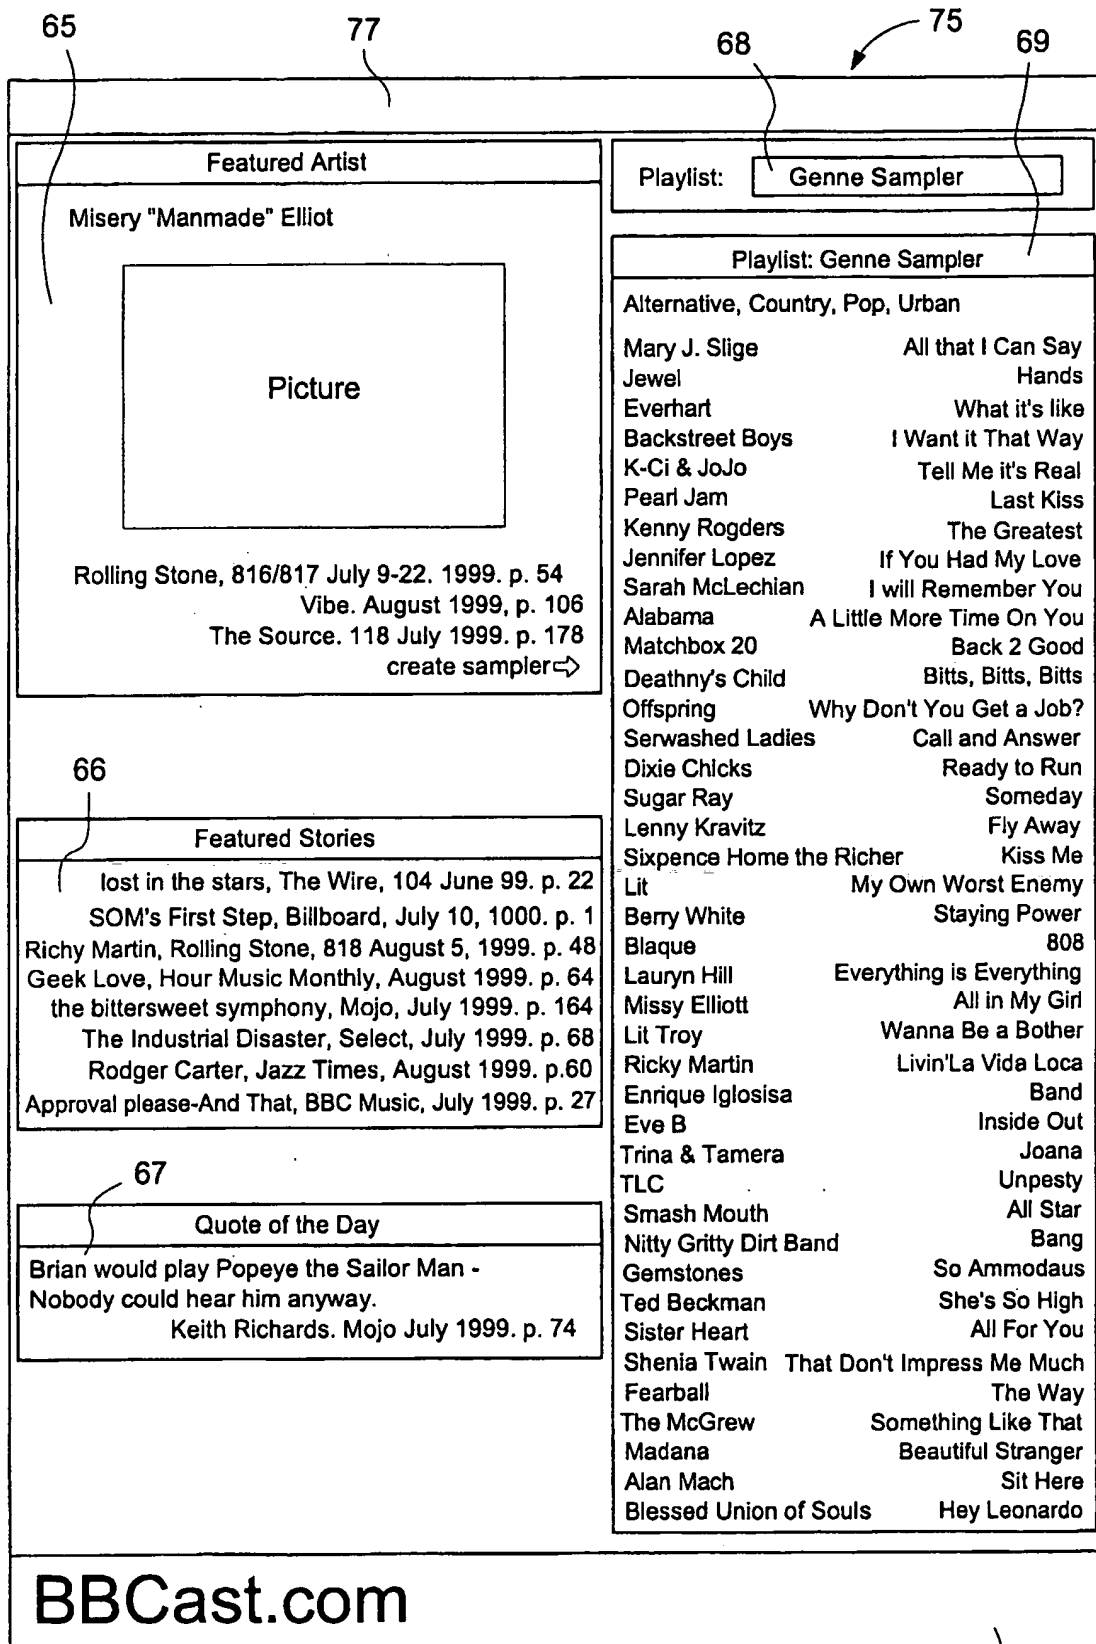 65
77
68
75
69
Featured Artist
Misery "Manmade" Elliot
Picture
Rolling Stone, 816/817 July 9-22. 1999. p. 54
Vibe. August 1999, p. 106
The Source. 118 July 1999. p. 178
create sampler⇨
66
Featured Stories
lost in the stars, The Wire, 104 June 99. p. 22
SOM's First Step, Billboard, July 10, 1000. p. 1
Richy Martin, Rolling Stone, 818 August 5, 1999. p. 48
Geek Love, Hour Music Monthly, August 1999. p. 64
the bittersweet symphony, Mojo, July 1999. p. 164
The Industrial Disaster, Select, July 1999. p. 68
Rodger Carter, Jazz Times, August 1999. p.60
Approval please-And That, BBC Music, July 1999. p. 27
67
Quote of the Day
Brian would play Popeye the Sailor Man -
Nobody could hear him anyway.
Keith Richards. Mojo July 1999. p. 74
Playlist: Genne Sampler
Playlist: Genne Sampler
Alternative, Country, Pop, Urban
Mary J. Slige All that I Can Say
Jewel Hands
Everhart What it's like
Backstreet Boys I Want it That Way
K-Ci & JoJo Tell Me it's Real
Pearl Jam Last Kiss
Kenny Rogders The Greatest
Jennifer Lopez If You Had My Love
Sarah McLechian I will Remember You
Alabama A Little More Time On You
Matchbox 20 Back 2 Good
Deathny's Child Bitts, Bitts, Bitts
Offspring Why Don't You Get a Job?
Serwashed Ladies Call and Answer
Dixie Chicks Ready to Run
Sugar Ray Someday
Lenny Kravitz Fly Away
Sixpence Home the Richer Kiss Me
Lit My Own Worst Enemy
Berry White Staying Power
Blaque 808
Lauryn Hill Everything is Everything
Missy Elliott All in My Girl
Lit Troy Wanna Be a Bother
Ricky Martin Livin'La Vida Loca
Enrique Iglosisa Band
Eve B Inside Out
Trina & Tamera Joana
TLC Unpesty
Smash Mouth All Star
Nitty Gritty Dirt Band Bang
Gemstones So Ammodaus
Ted Beckman She's So High
Sister Heart All For You
Shenia Twain That Don't Impress Me Much
Fearball The Way
The McGrew Something Like That
Madana Beautiful Stranger
Alan Mach Sit Here
Blessed Union of Souls Hey Leonardo
BBCast.com